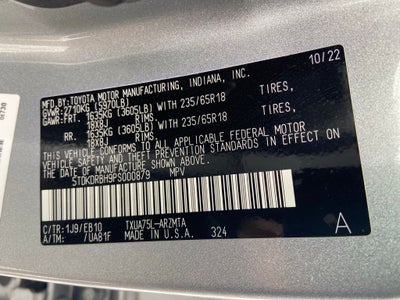 MFD.BY:TOYOTA MOTOR MANUFACTURING, INDIANA, INC. 10/22
GVWR: 2710KG (5970LB)
GAWR: FRT. 1635KG (3605LB) WITH 235/65R18 TIRES,
18X8J RIMS,
RR. 1635KG (3605LB) WITH 235/65R18 TIRES,
18X8J RIMS,
THIS VEHICLE CONFORMS TO ALL APPLICABLE FEDERAL MOTOR
VEHICLE SAFETY AND BUMPER STANDARDS IN EFFECT ON
THE DATE OF MANUFACTURE SHOWN ABOVE.
5TDKDRBH9PS000879 MPV
C/TR:1J9/EB10 TXUA75L-ARZMTA
A/TM: /UA81F MADE IN U.S.A. 324
A